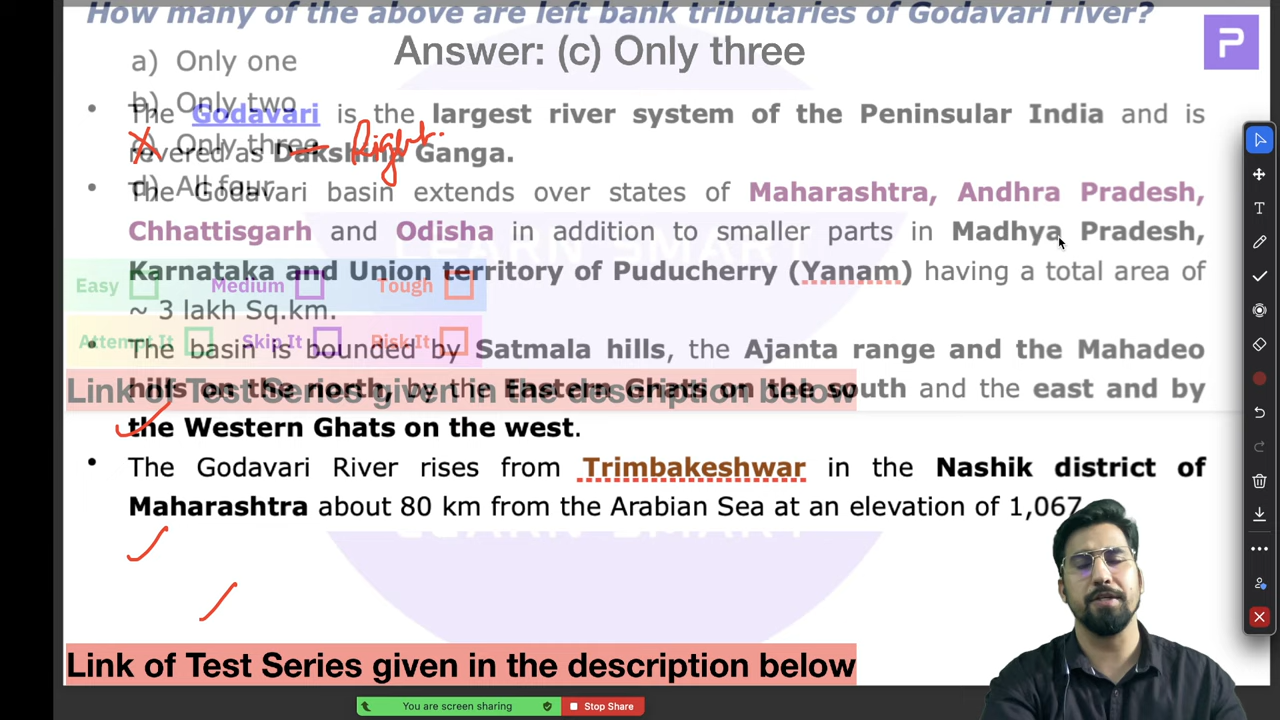 How many of the above are left bank tributaries of Godavari river?
P
Answer: (c) Only three
a) Only one
b) Only two
c) Only three
d) All four
Right.
• The Godavari is the largest river system of the Peninsular India and is
revered as Dakshina Ganga.
• The Godavari basin extends over states of Maharashtra, Andhra Pradesh,
Chhattisgarh and Odisha in addition to smaller parts in Madhya Pradesh,
Karnataka and Union territory of Puducherry (Yanam) having a total area of
~ 3 lakh Sq.km.
LEARN SMART
Easy Medium Tough
Attempt It Skip It Risk It
• The basin is bounded by Satmala hills, the Ajanta range and the Mahadeo
hills on the north, by the Eastern Ghats on the south and the east and by
the Western Ghats on the west.
Link of Test Series given in the description below
• The Godavari River rises from Trimbakeshwar in the Nashik district of
Maharashtra about 80 km from the Arabian Sea at an elevation of 1,067
LEARN SMART
Link of Test Series given in the description below
You are screen sharing Stop Share